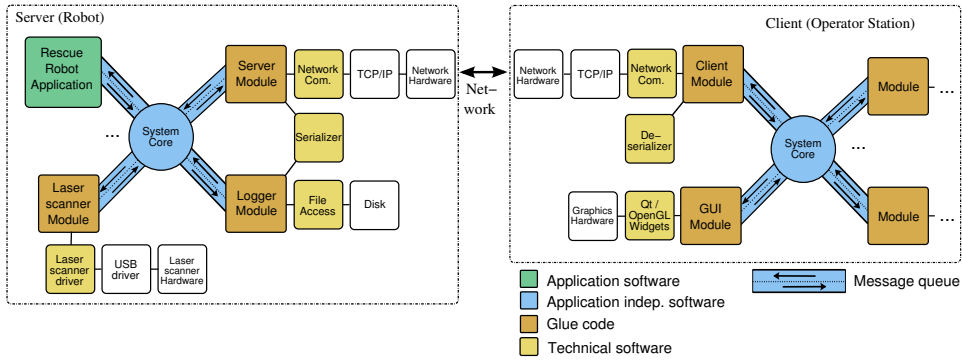 Server (Robot)
Rescue
Robot
Application
Server
Module
Network
Com.
TCP/IP
Network
Hardware
System
Core
...
Serializer
Laser
scanner
Module
Logger
Module
File
Access
Disk
Laser
scanner
driver
USB
driver
Laser
scanner
Hardware
Net–
work
Client (Operator Station)
Network
Hardware
TCP/IP
Network
Com.
Client
Module
Module
...
De–
serializer
System
Core
...
Graphics
Hardware
Qt /
OpenGL
Widgets
GUI
Module
Module
...
Application software
Application indep. software
Glue code
Technical software
Message queue